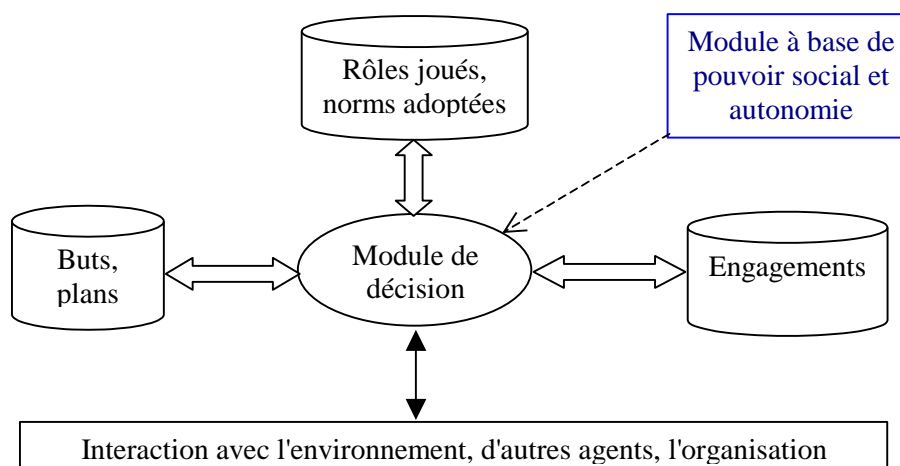 Rôles joués,
norms adoptées
Module à base de
pouvoir social et
autonomie
Buts,
plans
Module de
décision
Engagements
Interaction avec l'environnement, d'autres agents, l'organisation